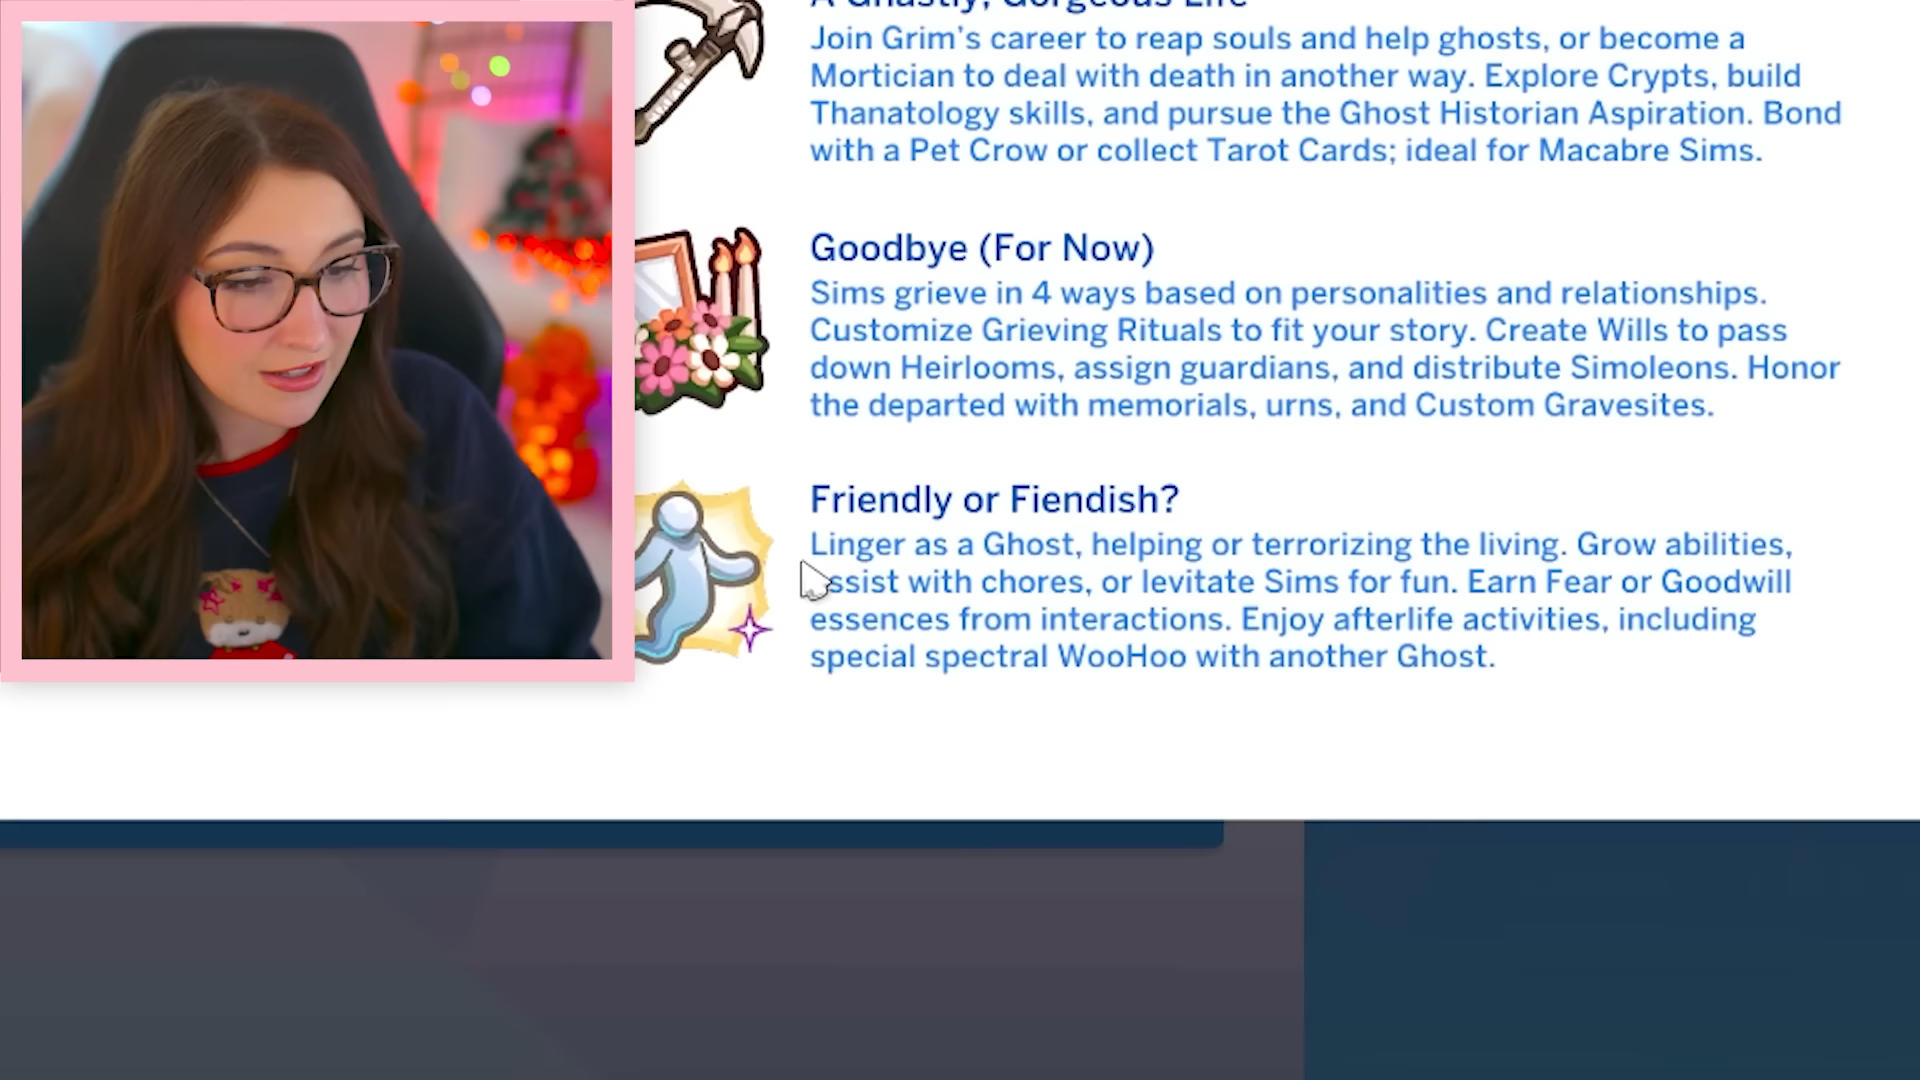 A Ghastly, Gorgeous Life
Join Grim's career to reap souls and help ghosts, or become a
Mortician to deal with death in another way. Explore Crypts, build
Thanatology skills, and pursue the Ghost Historian Aspiration. Bond
with a Pet Crow or collect Tarot Cards; ideal for Macabre Sims.
Goodbye (For Now)
Sims grieve in 4 ways based on personalities and relationships.
Customize Grieving Rituals to fit your story. Create Wills to pass
down Heirlooms, assign guardians, and distribute Simoleons. Honor
the departed with memorials, urns, and Custom Gravesites.
Friendly or Fiendish?
Linger as a Ghost, helping or terrorizing the living. Grow abilities,
assist with chores, or levitate Sims for fun. Earn Fear or Goodwill
essences from interactions. Enjoy afterlife activities, including
special spectral WooHoo with another Ghost.